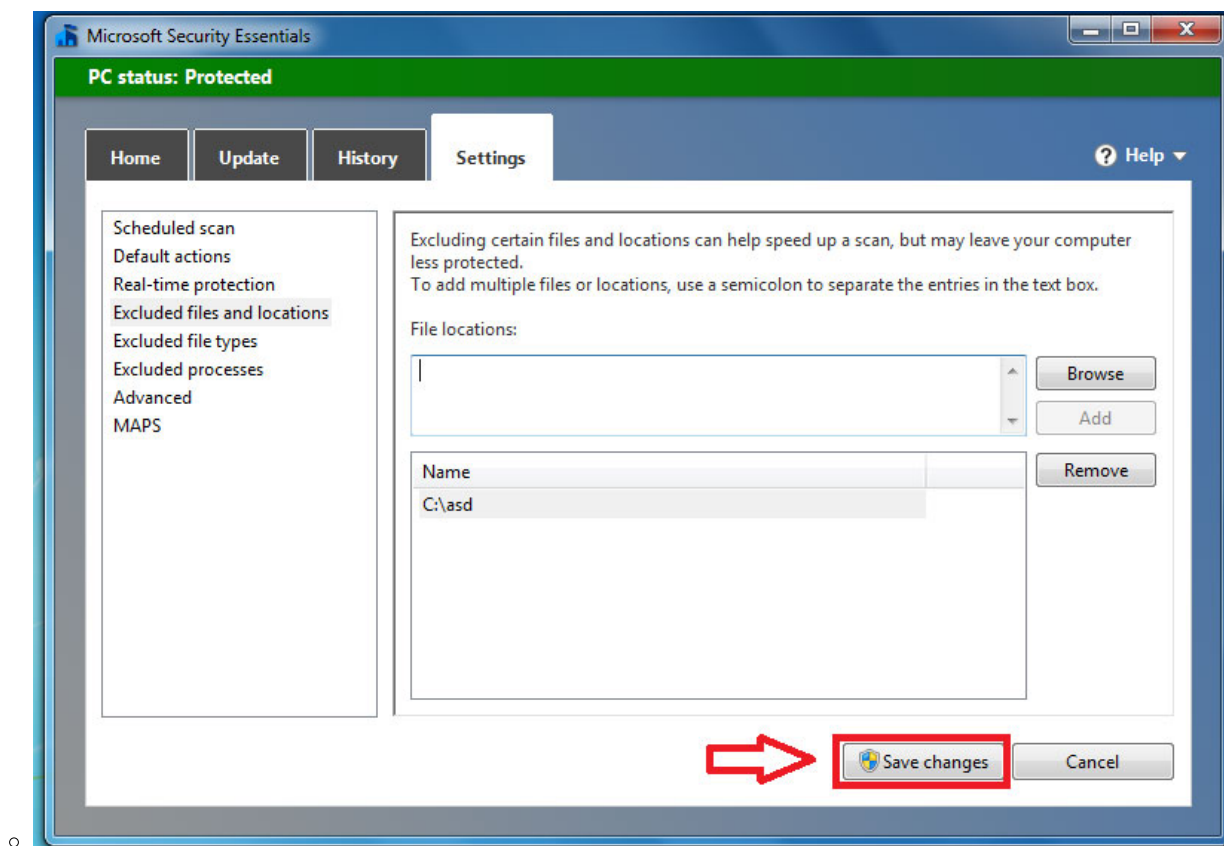 Microsoft Security Essentials
PC status: Protected
Home
Update
History
Settings
Help
Scheduled scan
Default actions
Real-time protection
Excluded files and locations
Excluded file types
Excluded processes
Advanced
MAPS
Excluding certain files and locations can help speed up a scan, but may leave your computer
less protected.
To add multiple files or locations, use a semicolon to separate the entries in the text box.
File locations:
Browse
Add
Name
Remove
C:\asd
Save changes
Cancel